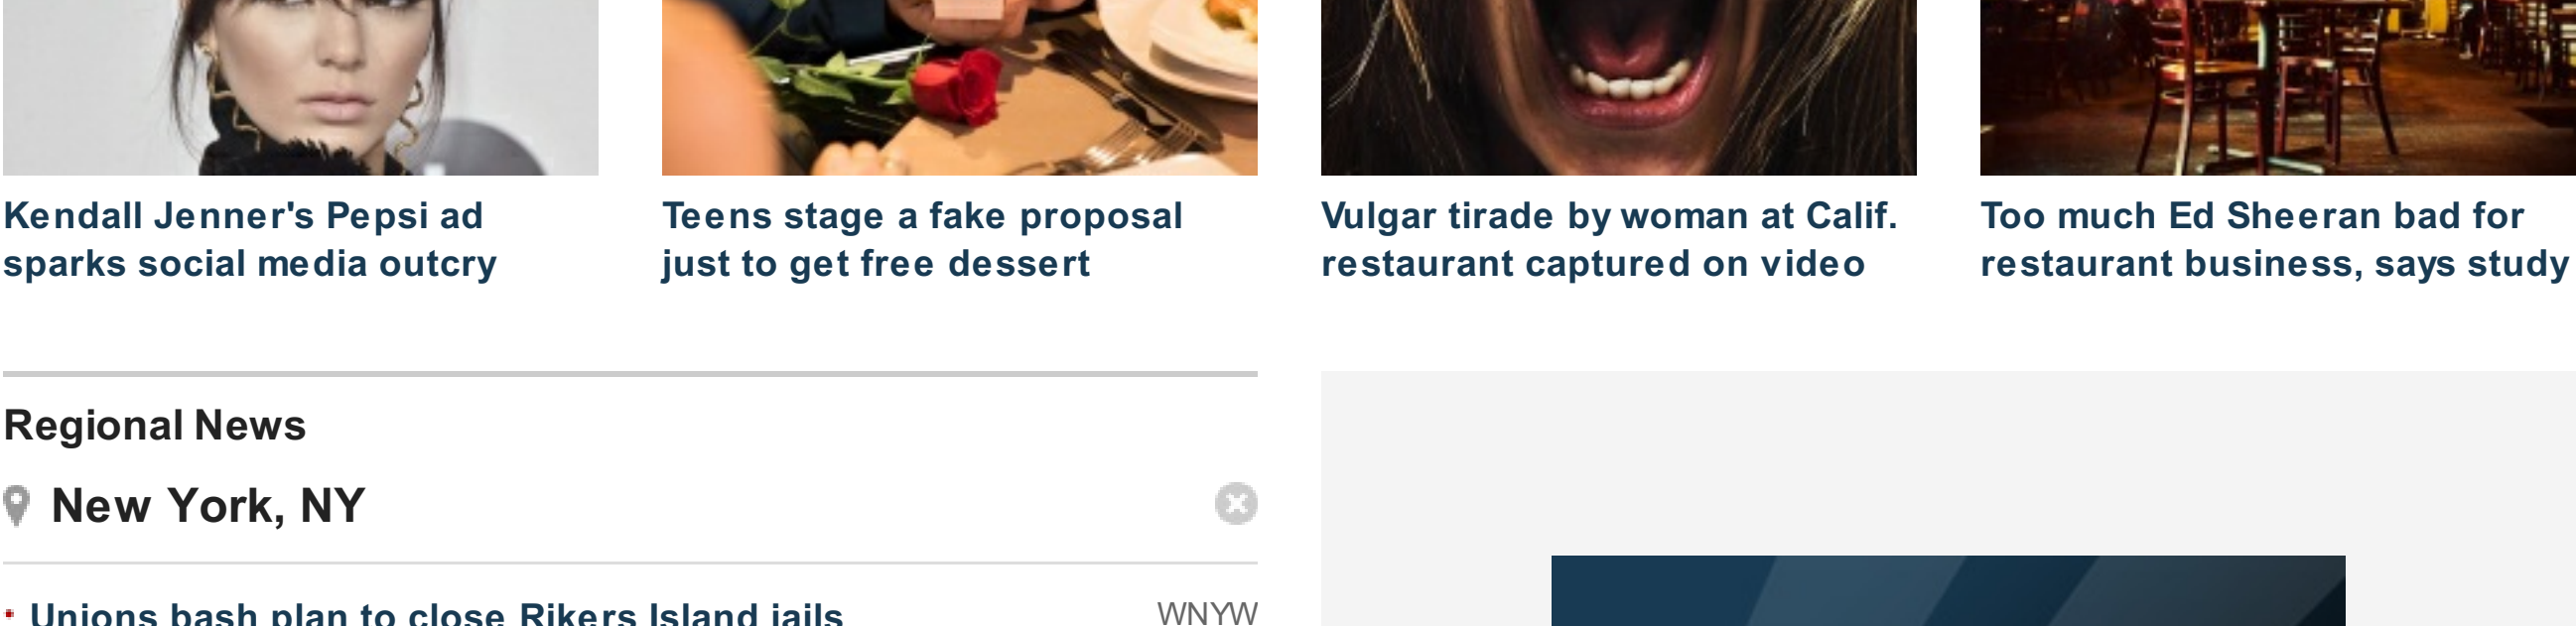 Kendall Jenner's Pepsi ad
sparks social media outcry
Teens stage a fake proposal
just to get free dessert
Vulgar tirade by woman at Calif.
restaurant captured on video
Too much Ed Sheeran bad for
restaurant business, says study
Regional News
New York, NY
Unions bash plan to close Rikers Island jails
WNYW